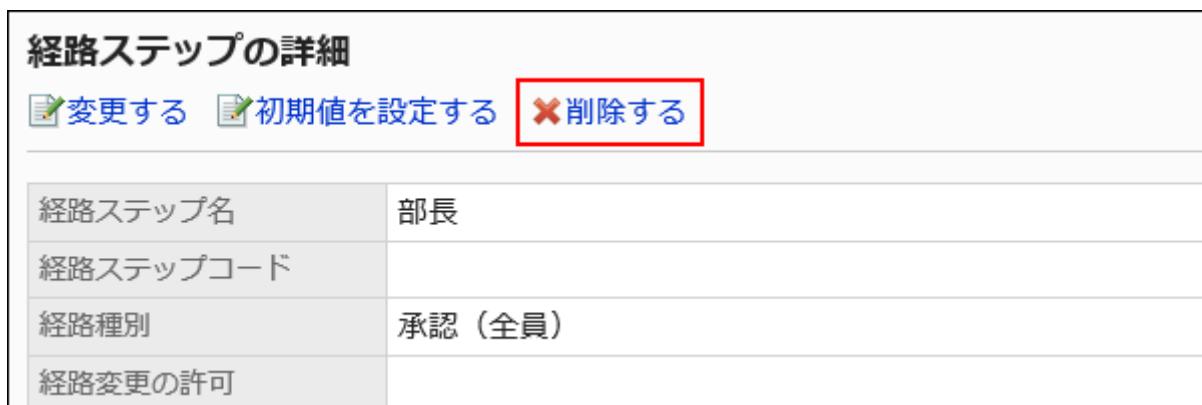 経路ステップの詳細
変更する 初期値を設定する 削除する
経路ステップ名 部長
経路ステップコード
経路種別 承認（全員）
経路変更の許可